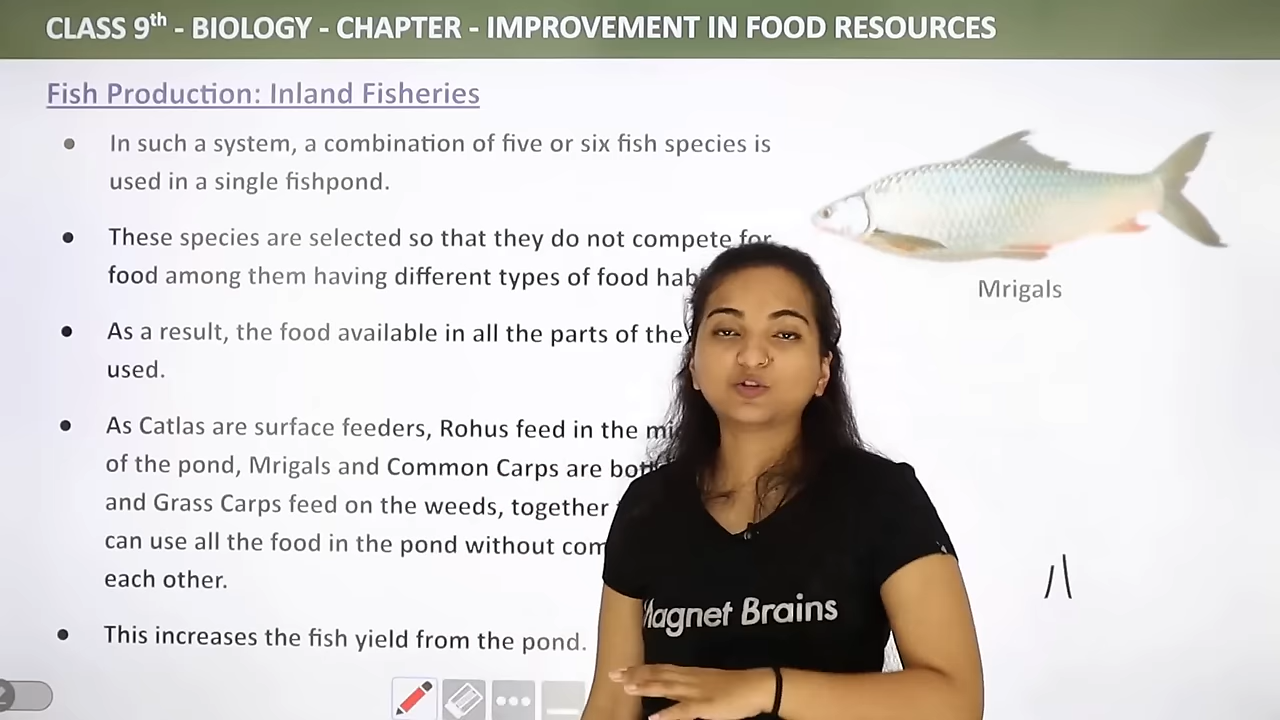 CLASS 9th - BIOLOGY - CHAPTER - IMPROVEMENT IN FOOD RESOURCES
Fish Production: Inland Fisheries
In such a system, a combination of five or six fish species is
used in a single fishpond.
These species are selected so that they do not compete for
food among them having different types of food
As a result, the food available in all the parts of the
used.
As Catlas are surface feeders, Rohus feed in the
of the pond, Mrigals and Common Carps are
and Grass Carps feed on the weeds, together
can use all the food in the pond without
each other.
This increases the fish yield from the pond.
Mrigals
Magnet Brains